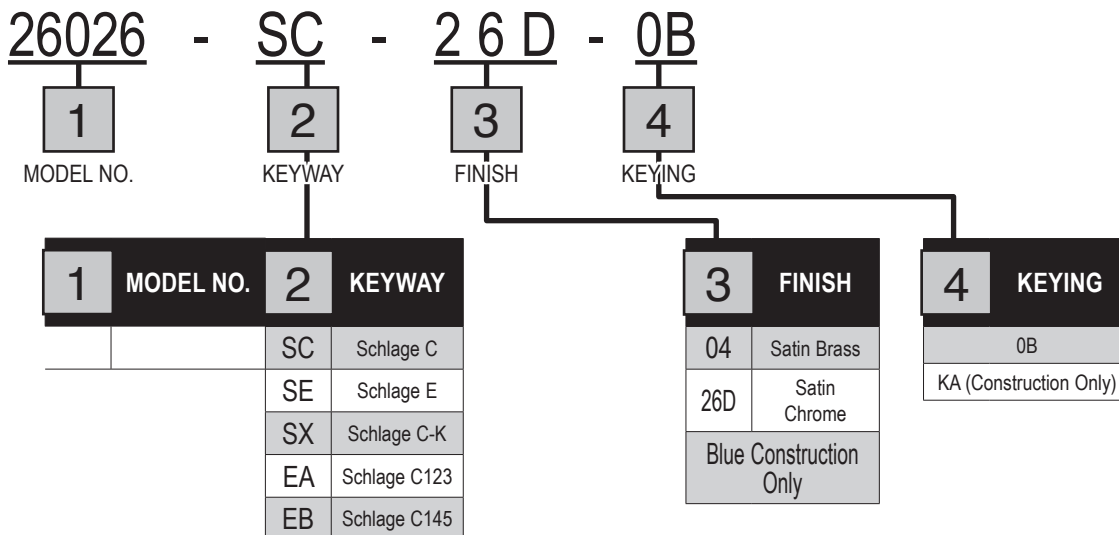 26026 - SC - 26D - 0B
1 2 3 4
MODEL NO. KEYWAY FINISH KEYING
1 MODEL NO. 2 KEYWAY
SC Schlage C
SE Schlage E
SX Schlage C-K
EA Schlage C123
EB Schlage C145
3 FINISH
04 Satin Brass
26D Satin
Chrome
Blue Construction
Only
4 KEYING
0B
KA (Construction Only)